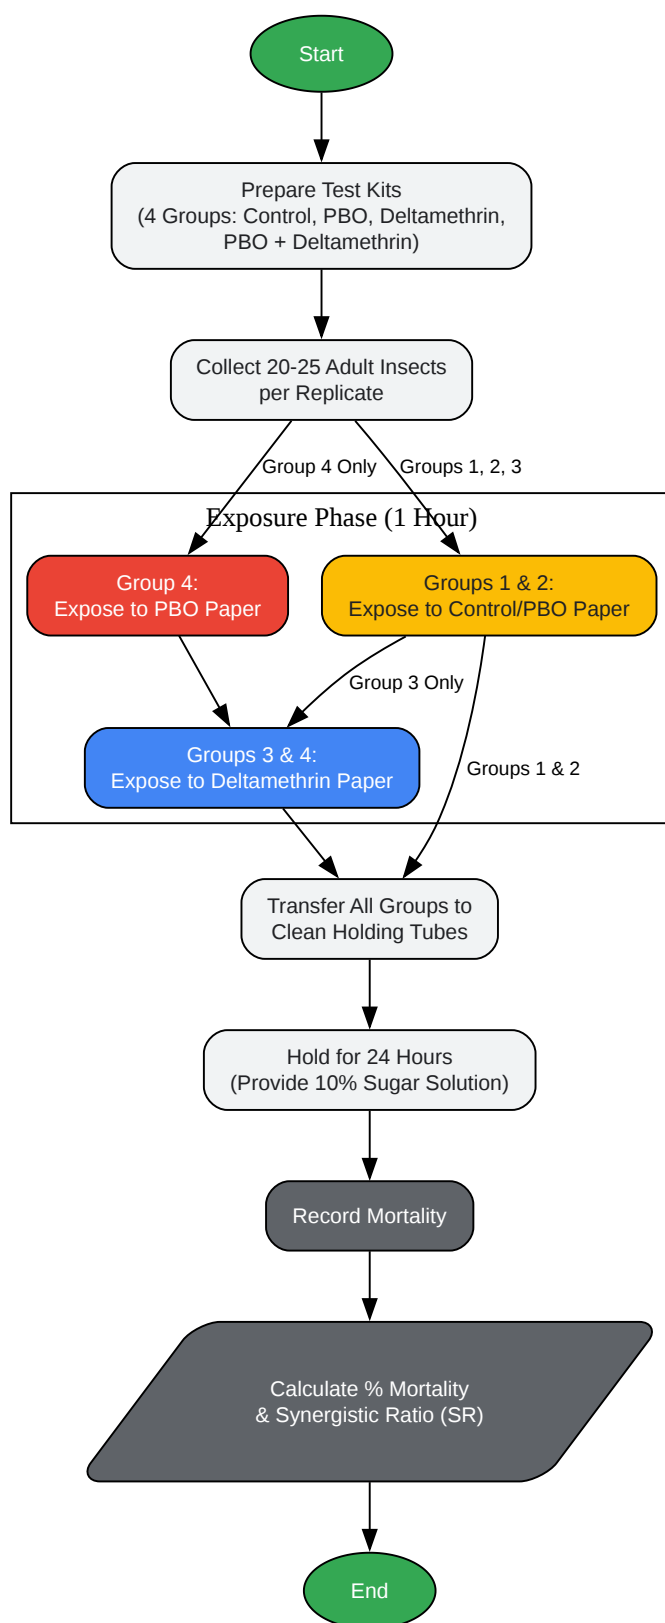 Start
Prepare Test Kits
(4 Groups: Control, PBO, Deltamethrin,
PBO + Deltamethrin)
Collect 20-25 Adult Insects
per Replicate
Group 4 Only
Groups 1, 2, 3
Exposure Phase (1 Hour)
Group 4:
Expose to PBO Paper
Groups 1 & 2:
Expose to Control/PBO Paper
Group 3 Only
Groups 3 & 4:
Expose to Deltamethrin Paper
Groups 1 & 2
Transfer All Groups to
Clean Holding Tubes
Hold for 24 Hours
(Provide 10% Sugar Solution)
Record Mortality
Calculate % Mortality
& Synergistic Ratio (SR)
End